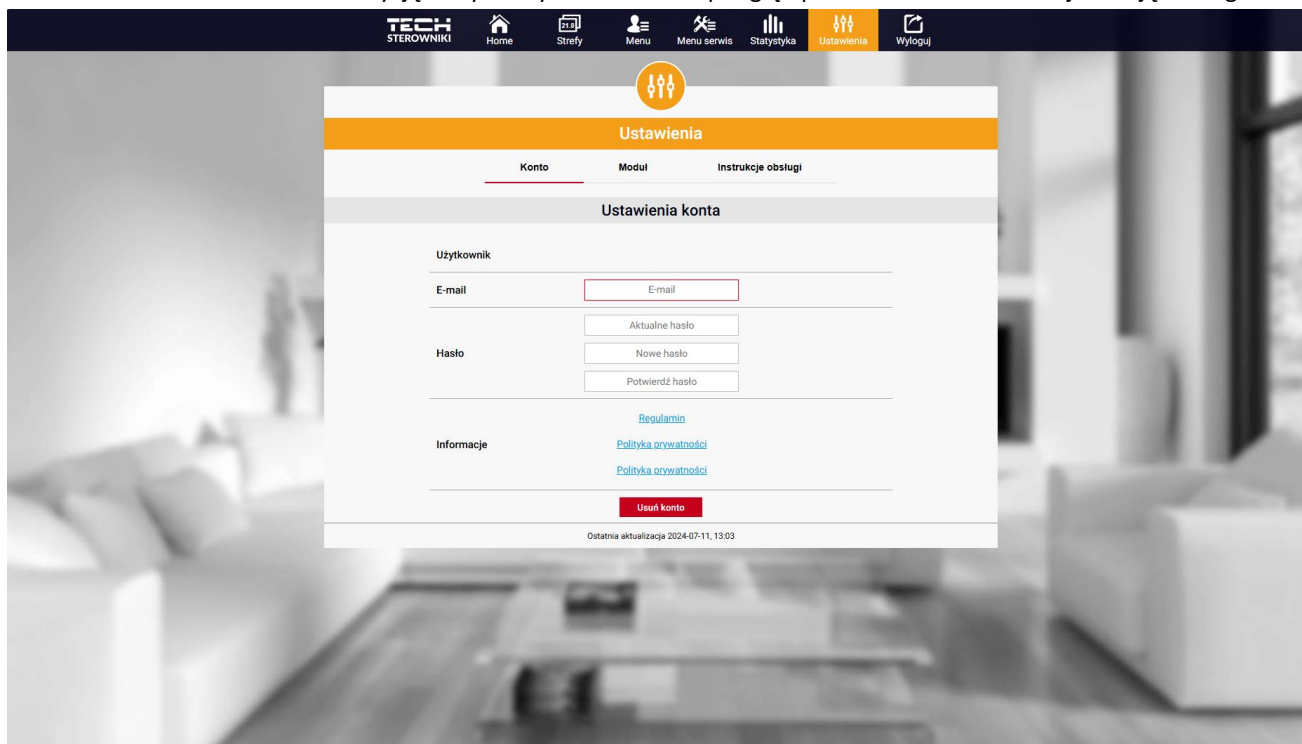 TECH
STEROWNIKI
Home
21.0
Strefy
Menu
Menu serwis
Statystyka
Ustawienia
Wyloguj
Ustawienia
Konto
Moduł
Instrukcje obsługi
Ustawienia konta
Użytkownik
E-mail
E-mail
Hasło
Aktualne hasło
Nowe hasło
Potwierdź hasło
Informacje
Regulamin
Polityka prywatności
Polityka prywatności
Usuń konto
Ostatnia aktualizacja 2024-07-11, 13:03